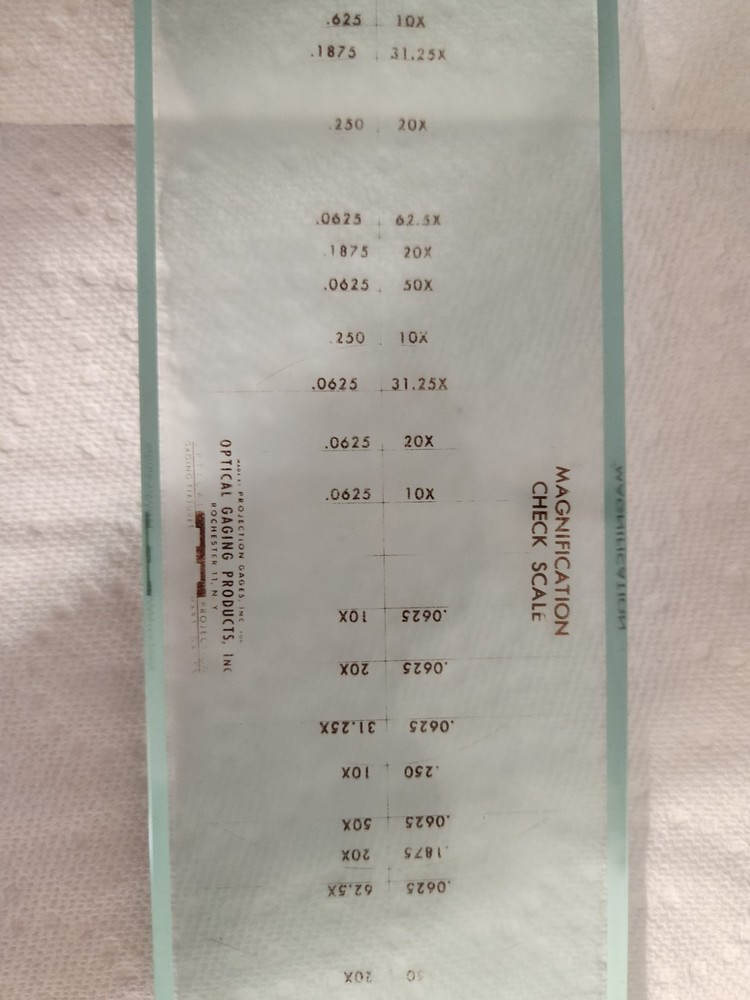 .625 10X
.1875 31.25X
.250 20X
.0625 62.5X
.1875 20X
.0625 50X
.250 10X
.0625 31.25X
.0625 20X
.0625 10X
MAGNIFICATION
CHECK SCALE
PROJECTION GAGES, INC
OPTICAL GAGING PRODUCTS, INC
ROCHESTER 11, N.Y.
.0625 10X
.0625 20X
.0625 31.25X
.250 10X
.0625 50X
.1875 20X
.0625 62.5X
20X